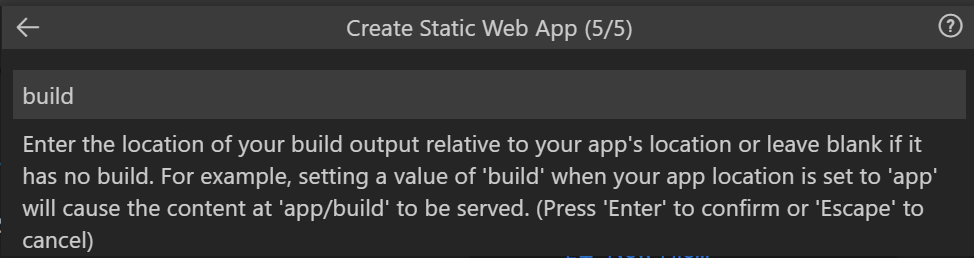 Create Static Web App (5/5)
build
Enter the location of your build output relative to your app's location or leave blank if it
has no build. For example, setting a value of 'build' when your app location is set to 'app'
will cause the content at 'app/build' to be served. (Press 'Enter' to confirm or 'Escape' to
cancel)